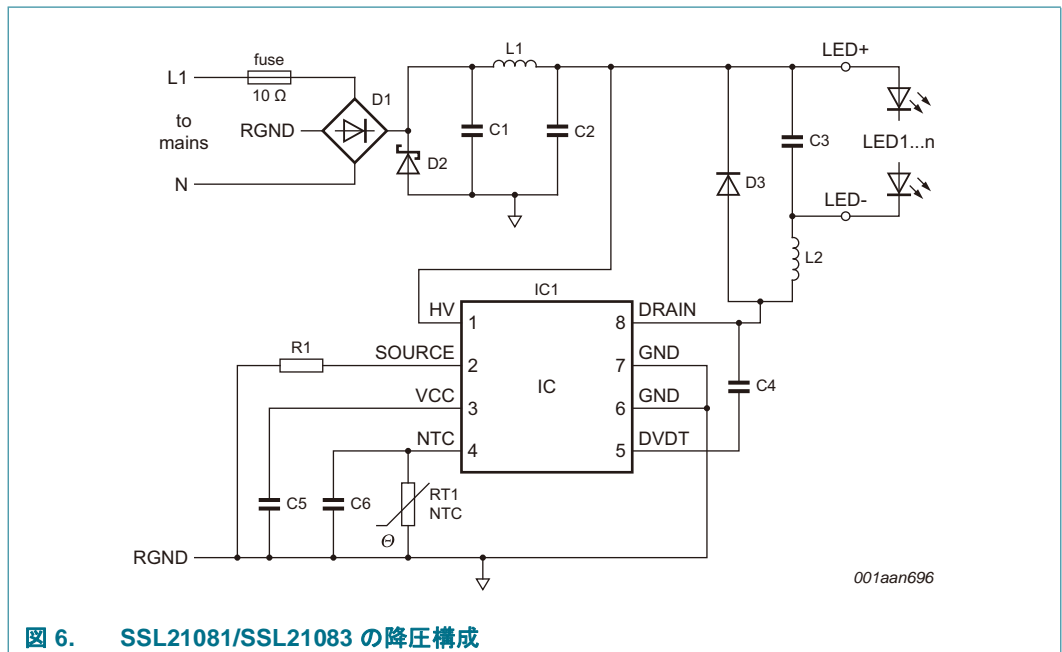 L1
fuse
10 Ω
to
mains
RGND
N
D1
D2
C1
L1
C2
D3
C3
LED+
LED1...n
LED-
L2
IC1
HV
1
SOURCE
2
VCC
3
NTC
4
IC
DRAIN
8
GND
7
GND
6
DVDT
5
C4
R1
C5
C6
RT1
NTC
Θ
RGND
001aan696
図 6. SSL21081/SSL21083 の降圧構成